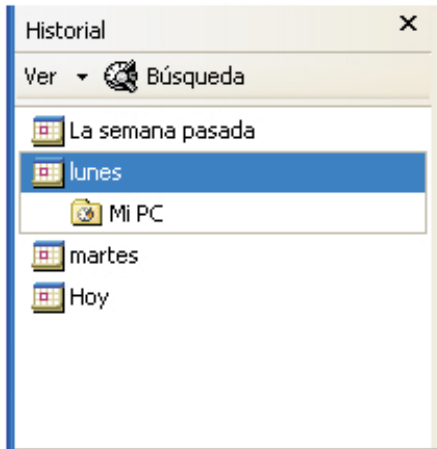 Historial
Ver Búsqueda
La semana pasada
lunes
Mi PC
martes
Hoy